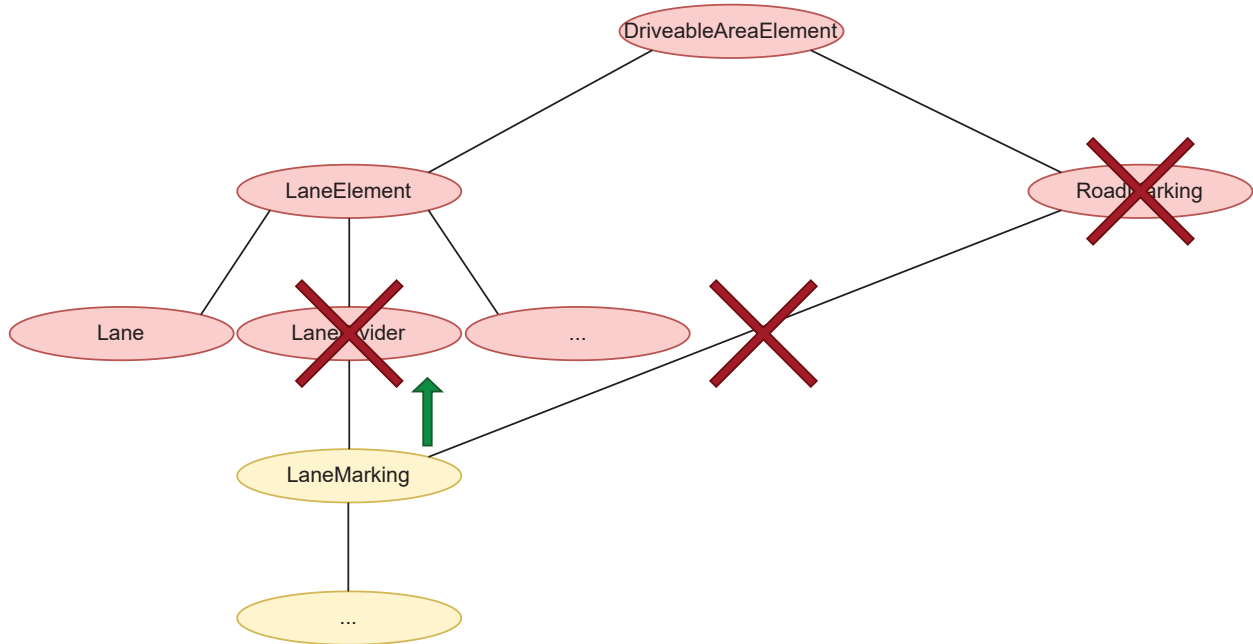 DriveableAreaElement
LaneElement
RoadMarking
Lane
LaneDivider
...
LaneMarking
...